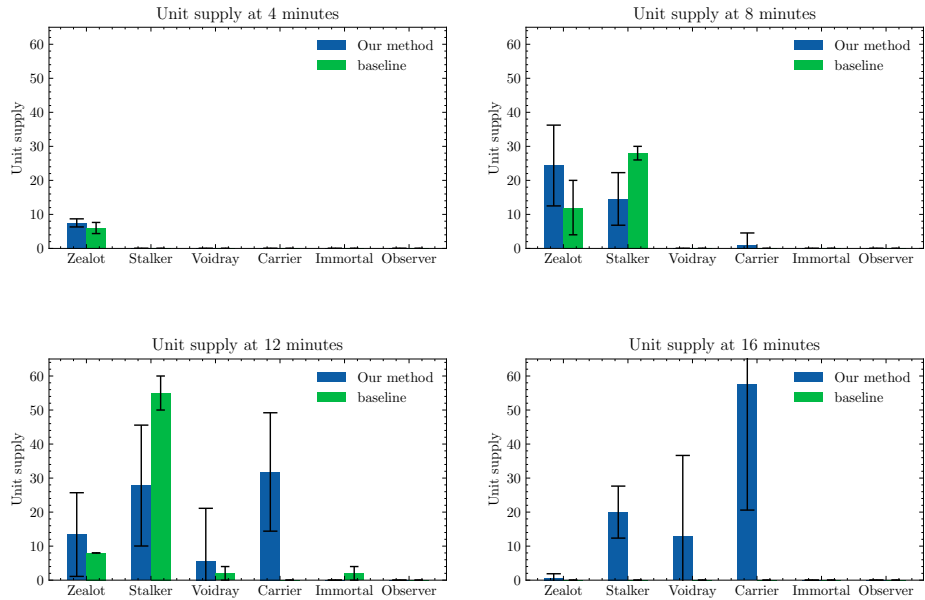 Unit supply at 4 minutes
Unit supply
60
50
40
30
20
10
0
Our method
baseline
Zealot Stalker Voidray Carrier Immortal Observer
Unit supply at 8 minutes
Unit supply
60
50
40
30
20
10
0
Our method
baseline
Zealot Stalker Voidray Carrier Immortal Observer
Unit supply at 12 minutes
Unit supply
60
50
40
30
20
10
0
Our method
baseline
Zealot Stalker Voidray Carrier Immortal Observer
Unit supply at 16 minutes
Unit supply
60
50
40
30
20
10
0
Our method
baseline
Zealot Stalker Voidray Carrier Immortal Observer